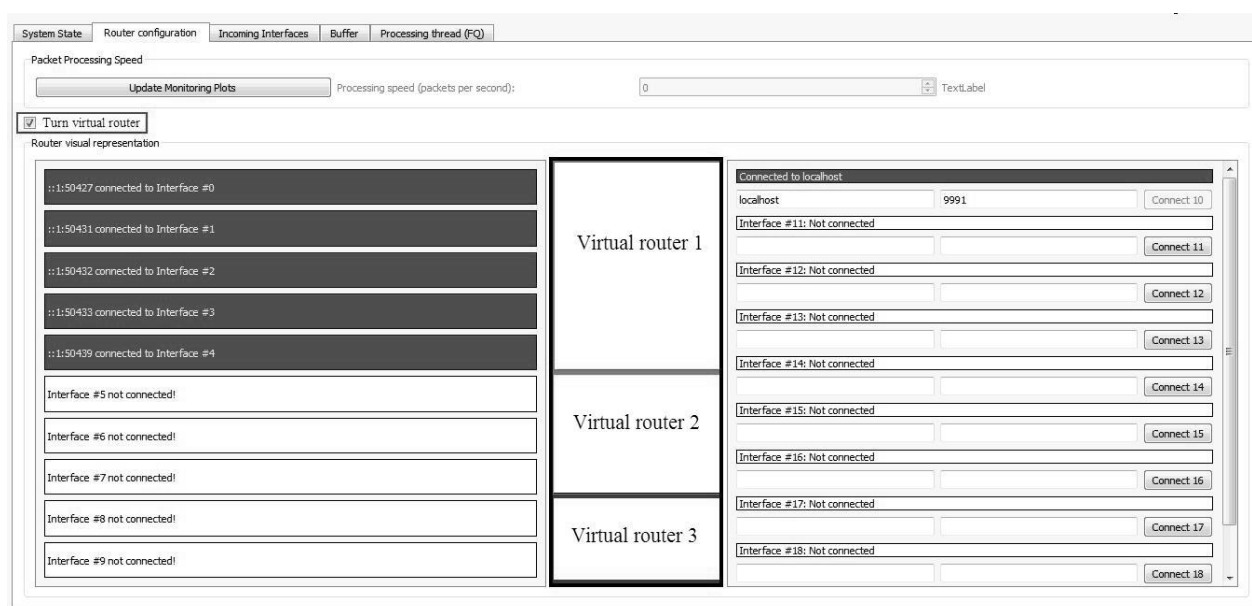 System State Router configuration Incoming Interfaces Buffer Processing thread (FQ)
Packet Processing Speed
Update Monitoring Plots Processing speed (packets per second): 0 TextLabel
Turn virtual router
Router visual representation
::1:50427 connected to Interface #0
::1:50431 connected to Interface #1
::1:50432 connected to Interface #2
::1:50433 connected to Interface #3
::1:50439 connected to Interface #4
Interface #5 not connected!
Interface #6 not connected!
Interface #7 not connected!
Interface #8 not connected!
Interface #9 not connected!
Virtual router 1
Virtual router 2
Virtual router 3
Connected to localhost
localhost 9991 Connect 10
Interface #11: Not connected
Connect 11
Interface #12: Not connected
Connect 12
Interface #13: Not connected
Connect 13
Interface #14: Not connected
Connect 14
Interface #15: Not connected
Connect 15
Interface #16: Not connected
Connect 16
Interface #17: Not connected
Connect 17
Interface #18: Not connected
Connect 18